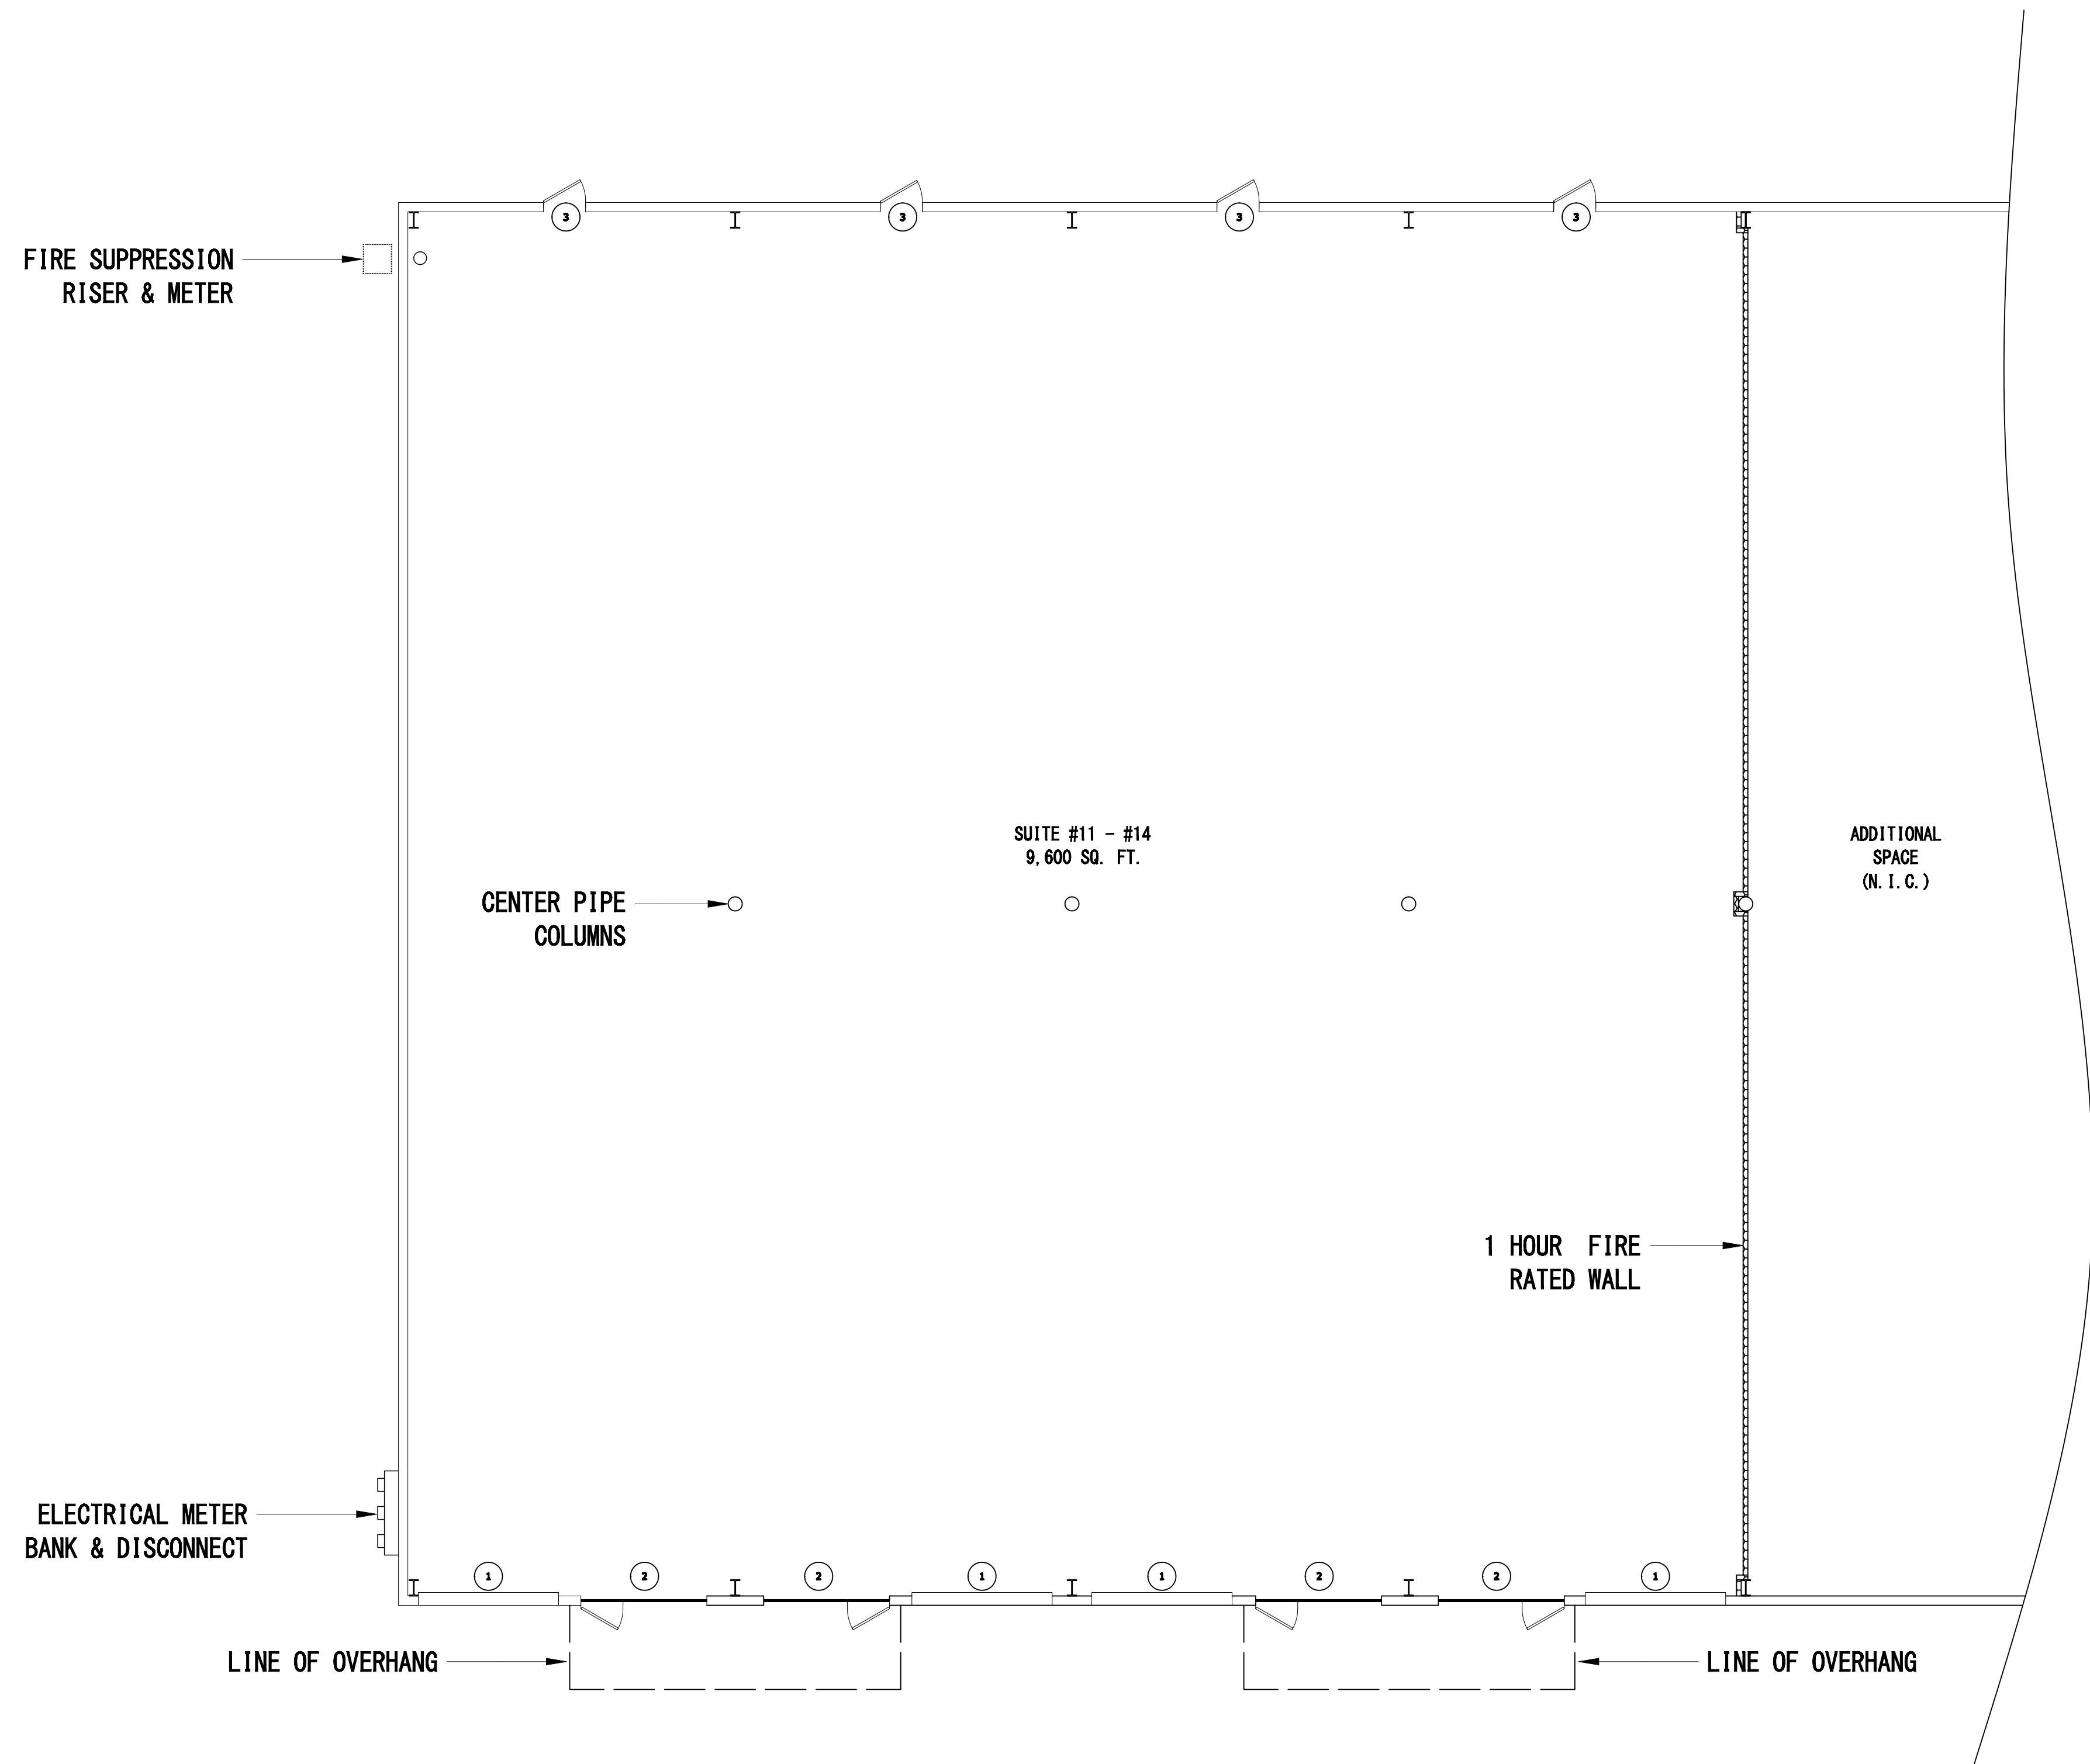 3
3
3
3
FIRE SUPPRESSION
RISER & METER
SUITE #11 - #14
9,600 SQ. FT.
ADDITIONAL
SPACE
(N.I.C.)
CENTER PIPE
COLUMNS
1 HOUR FIRE
RATED WALL
ELECTRICAL METER
BANK & DISCONNECT
1
2
2
1
1
2
2
1
LINE OF OVERHANG
LINE OF OVERHANG